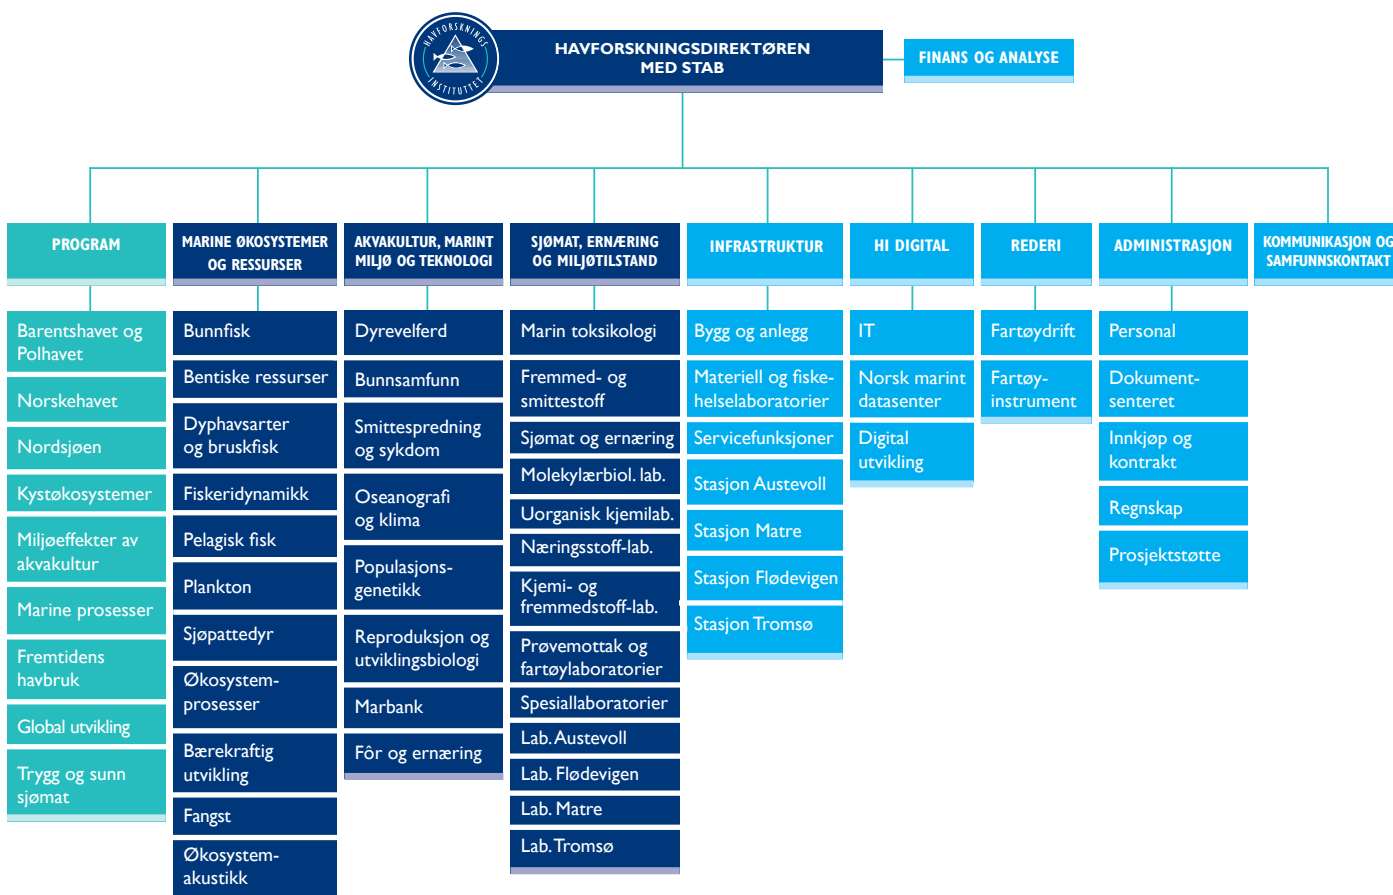 HAVFORSKNINGS
INSTITUTTET
HAVFORSKNINGSDIREKTØREN
MED STAB
FINANS OG ANALYSE
PROGRAM
Barentshavet og
Polhavet
Norskehavet
Nordsjøen
Kystøkosystemer
Miljøeffekter av
akvakultur
Marine prosesser
Fremtidens
havbruk
Global utvikling
Trygg og sunn
sjømat
MARINE ØKOSYSTEMER
OG RESSURSER
Bunnfisk
Bentiske ressurser
Dyphavsarter
og bruskfisk
Fiskeridynamikk
Pelagisk fisk
Plankton
Sjøpattedyr
Økosystem-
prosesser
Bærekraftig
utvikling
Fangst
Økosystem-
akustikk
AKVAKULTUR, MARINT
MILJØ OG TEKNOLOGI
Dyrevelferd
Bunnsamfunn
Smittespredning
og sykdom
Oseanografi
og klima
Populasjons-
genetikk
Reproduksjon og
utviklingsbiologi
Marbank
Fôr og ernæring
SJØMAT, ERNÆRING
OG MILJØTILSTAND
Marin toksikologi
Fremmed- og
smittestoff
Sjømat og ernæring
Molekylærbiol. lab.
Uorganisk kjemilab.
Næringsstoff-lab.
Kjemi- og
fremmedstoff-lab.
Prøvemottak og
fartøylaboratorier
Spesiallaboratorier
Lab. Austevoll
Lab. Flødevigen
Lab. Matre
Lab. Tromsø
INFRASTRUKTUR
Bygg og anlegg
Materiell og fiske-
helselaboratorier
Servicefunksjoner
Stasjon Austevoll
Stasjon Matre
Stasjon Flødevigen
Stasjon Tromsø
HI DIGITAL
IT
Norsk marint
datasenter
Digital
utvikling
REDERI
Fartøydrift
Fartøy-
instrument
ADMINISTRASJON
Personal
Dokument-
senteret
Innkjøp og
kontrakt
Regnskap
Prosjektstøtte
KOMMUNIKASJON OG
SAMFUNNSKONTAKT